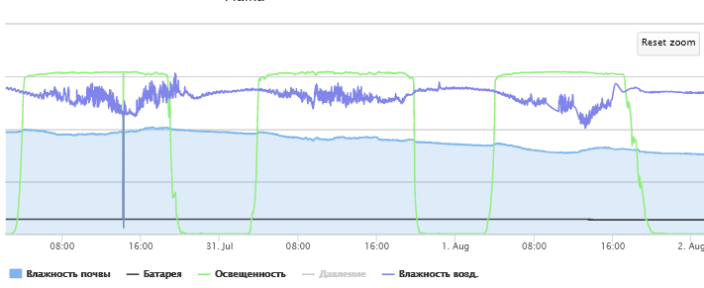 Reset zoom
08:00 16:00 31. Jul 08:00 16:00 1. Aug 08:00 16:00 2. Aug
Влажность почвы Батарея Освещенность Давление Влажность возд.